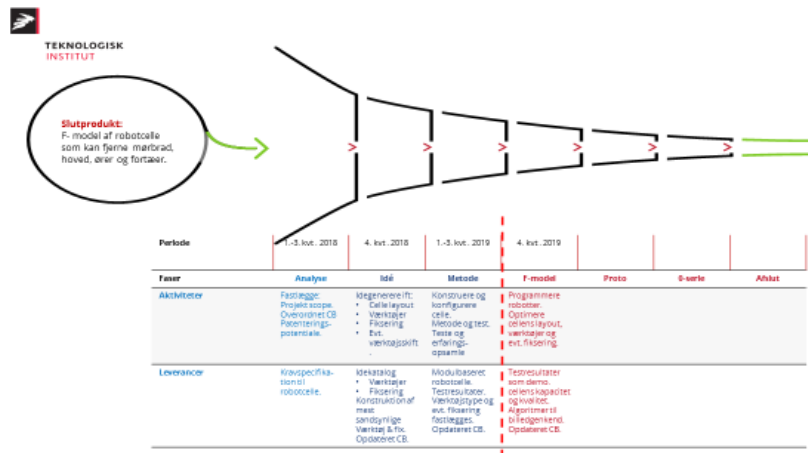 TEKNOLOGISK
INSTITUT
Slutprodukt:
F- model af robotcelle
som kan fjerne mørbrad,
hoved, ører og fortæer.
> > > > > >
Periode 1.-3. kvt. 2018 4. kvt. 2018 1.-3. kvt. 2019 4. kvt. 2019
Faser Analyse Idé Metode F-model Proto 0-serie Afslut
Aktiviteter
Fastlægge:
Projekt scope.
Overordnet CB
Patenterings-
potentiale.
Idegenerere ift:
• Celle layout
• Værktøjer
• Fiksering
• Evt.
værktøjsskift
.
Konstruere og
konfigurere
celle.
Metode og test.
Teste og
erfarings-
opsamle
Programmere
robotter.
Optimere
cellens layout,
værktøjer og
evt. fiksering.
Leverancer
Kravspecifika-
tion til
robotcelle.
Idekatalog
• Værktøjer
• Fiksering
Konstruktion af
mest
sandsynlige
Værktøj & fix.
Opdateret CB.
Modulbaseret
robotcelle.
Testresultater.
Værktøjstype og
evt. fiksering
fastlægges.
Opdateret CB.
Testresultater
som demo.
cellens kapacitet
og kvalitet.
Algoritmer til
billedgenkend.
Opdateret CB.